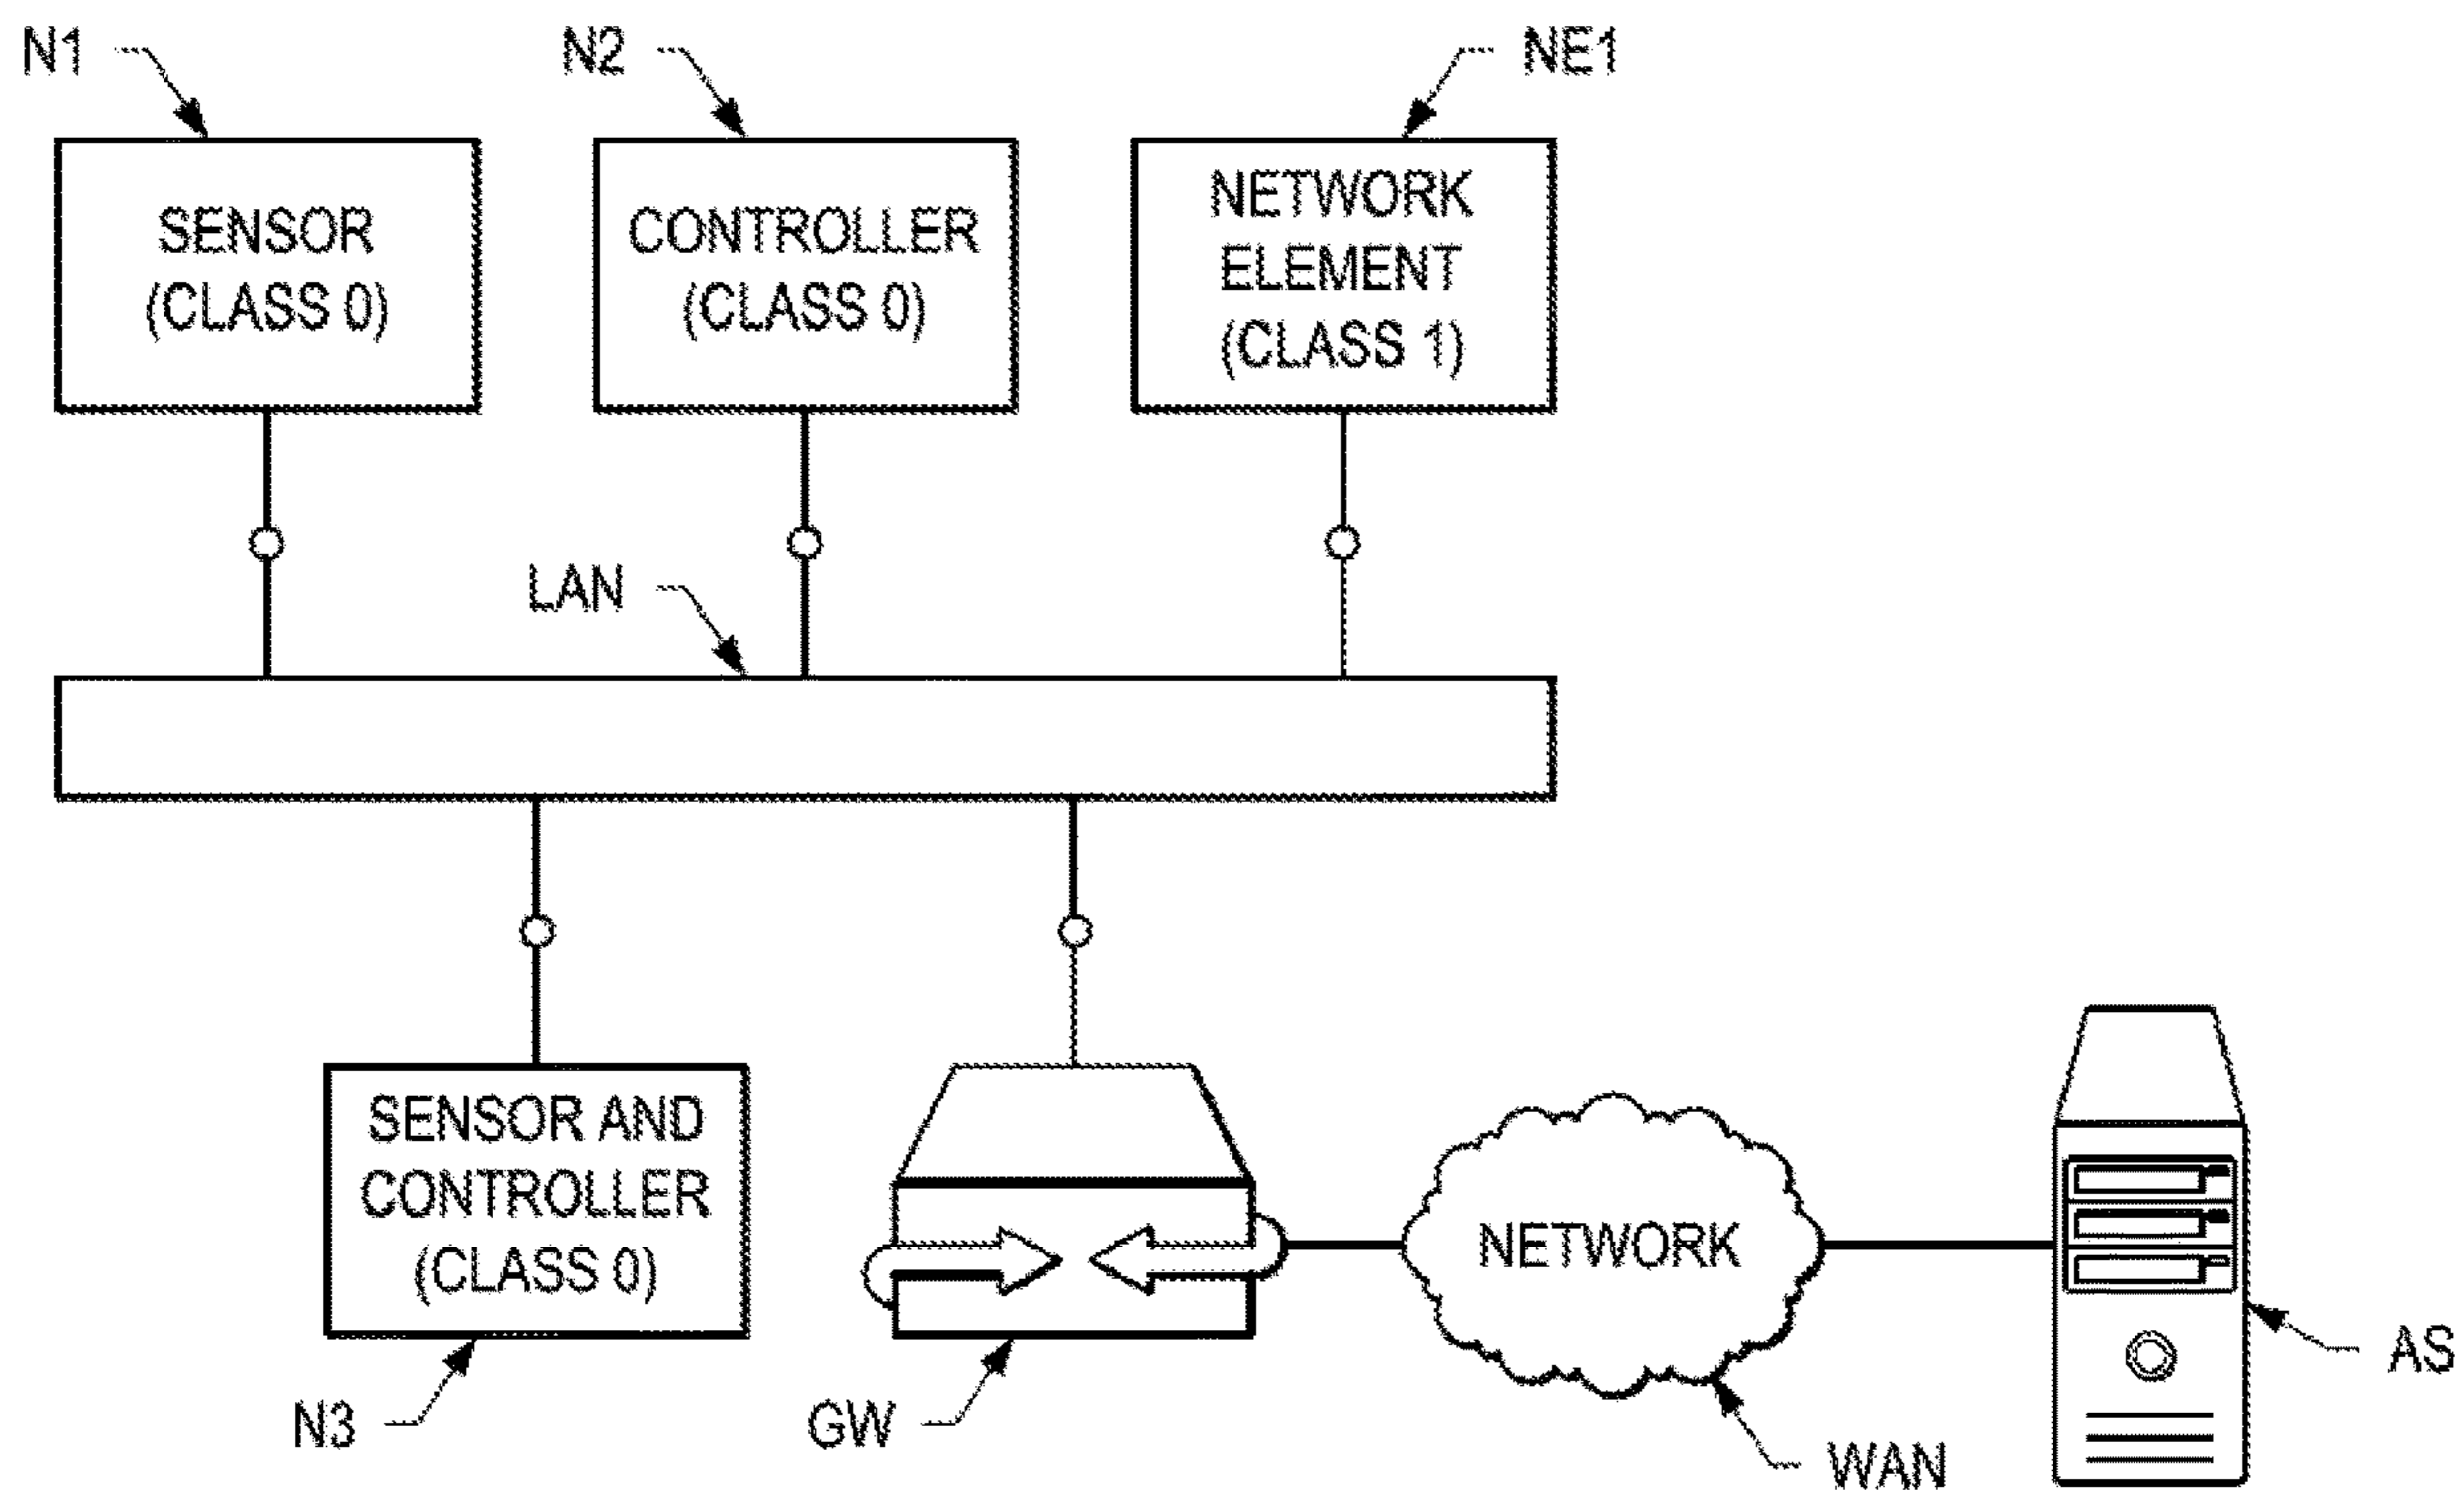 N1
N2
NE1
SENSOR
(CLASS 0)
CONTROLLER
(CLASS 0)
NETWORK
ELEMENT
(CLASS 1)
LAN
SENSOR AND
CONTROLLER
(CLASS 0)
NETWORK
N3
GW
WAN
AS